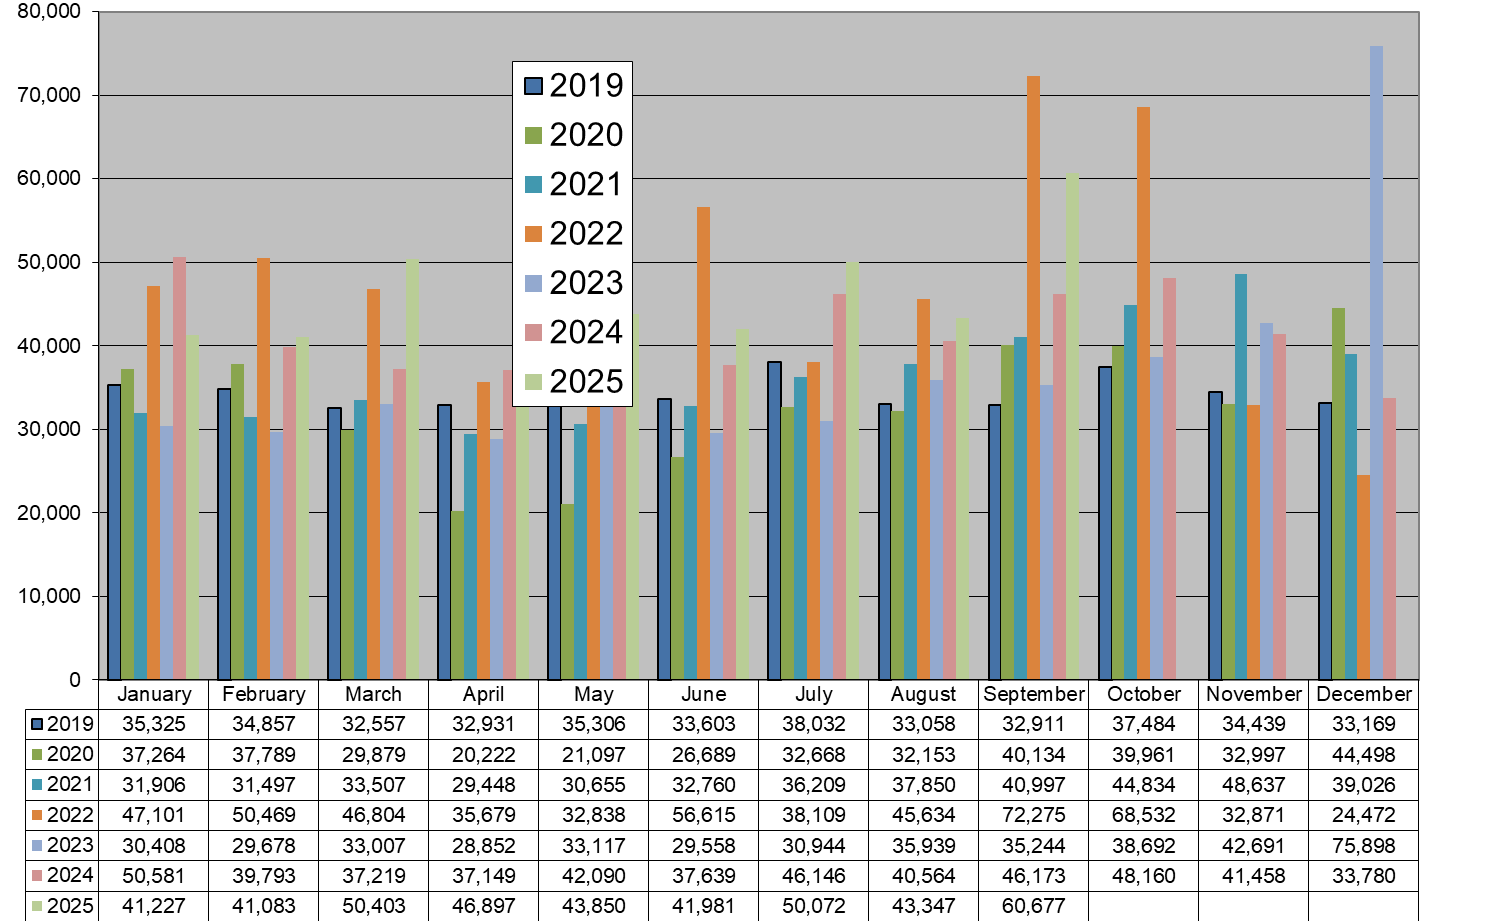 80,000
70,000
60,000
50,000
40,000
30,000
20,000
10,000
0
2019
2020
2021
2022
2023
2024
2025
January February March April May June July August September October November December
2019 35,325 34,857 32,557 32,931 35,306 33,603 38,032 33,058 32,911 37,484 34,439 33,169
2020 37,264 37,789 29,879 20,222 21,097 26,689 32,668 32,153 40,134 39,961 32,997 44,498
2021 31,906 31,497 33,507 29,448 30,655 32,760 36,209 37,850 40,997 44,834 48,637 39,026
2022 47,101 50,469 46,804 35,679 32,838 56,615 38,109 45,634 72,275 68,532 32,871 24,472
2023 30,408 29,678 33,007 28,852 33,117 29,558 30,944 35,939 35,244 38,692 42,691 75,898
2024 50,581 39,793 37,219 37,149 42,090 37,639 46,146 40,564 46,173 48,160 41,458 33,780
2025 41,227 41,083 50,403 46,897 43,850 41,981 50,072 43,347 60,677